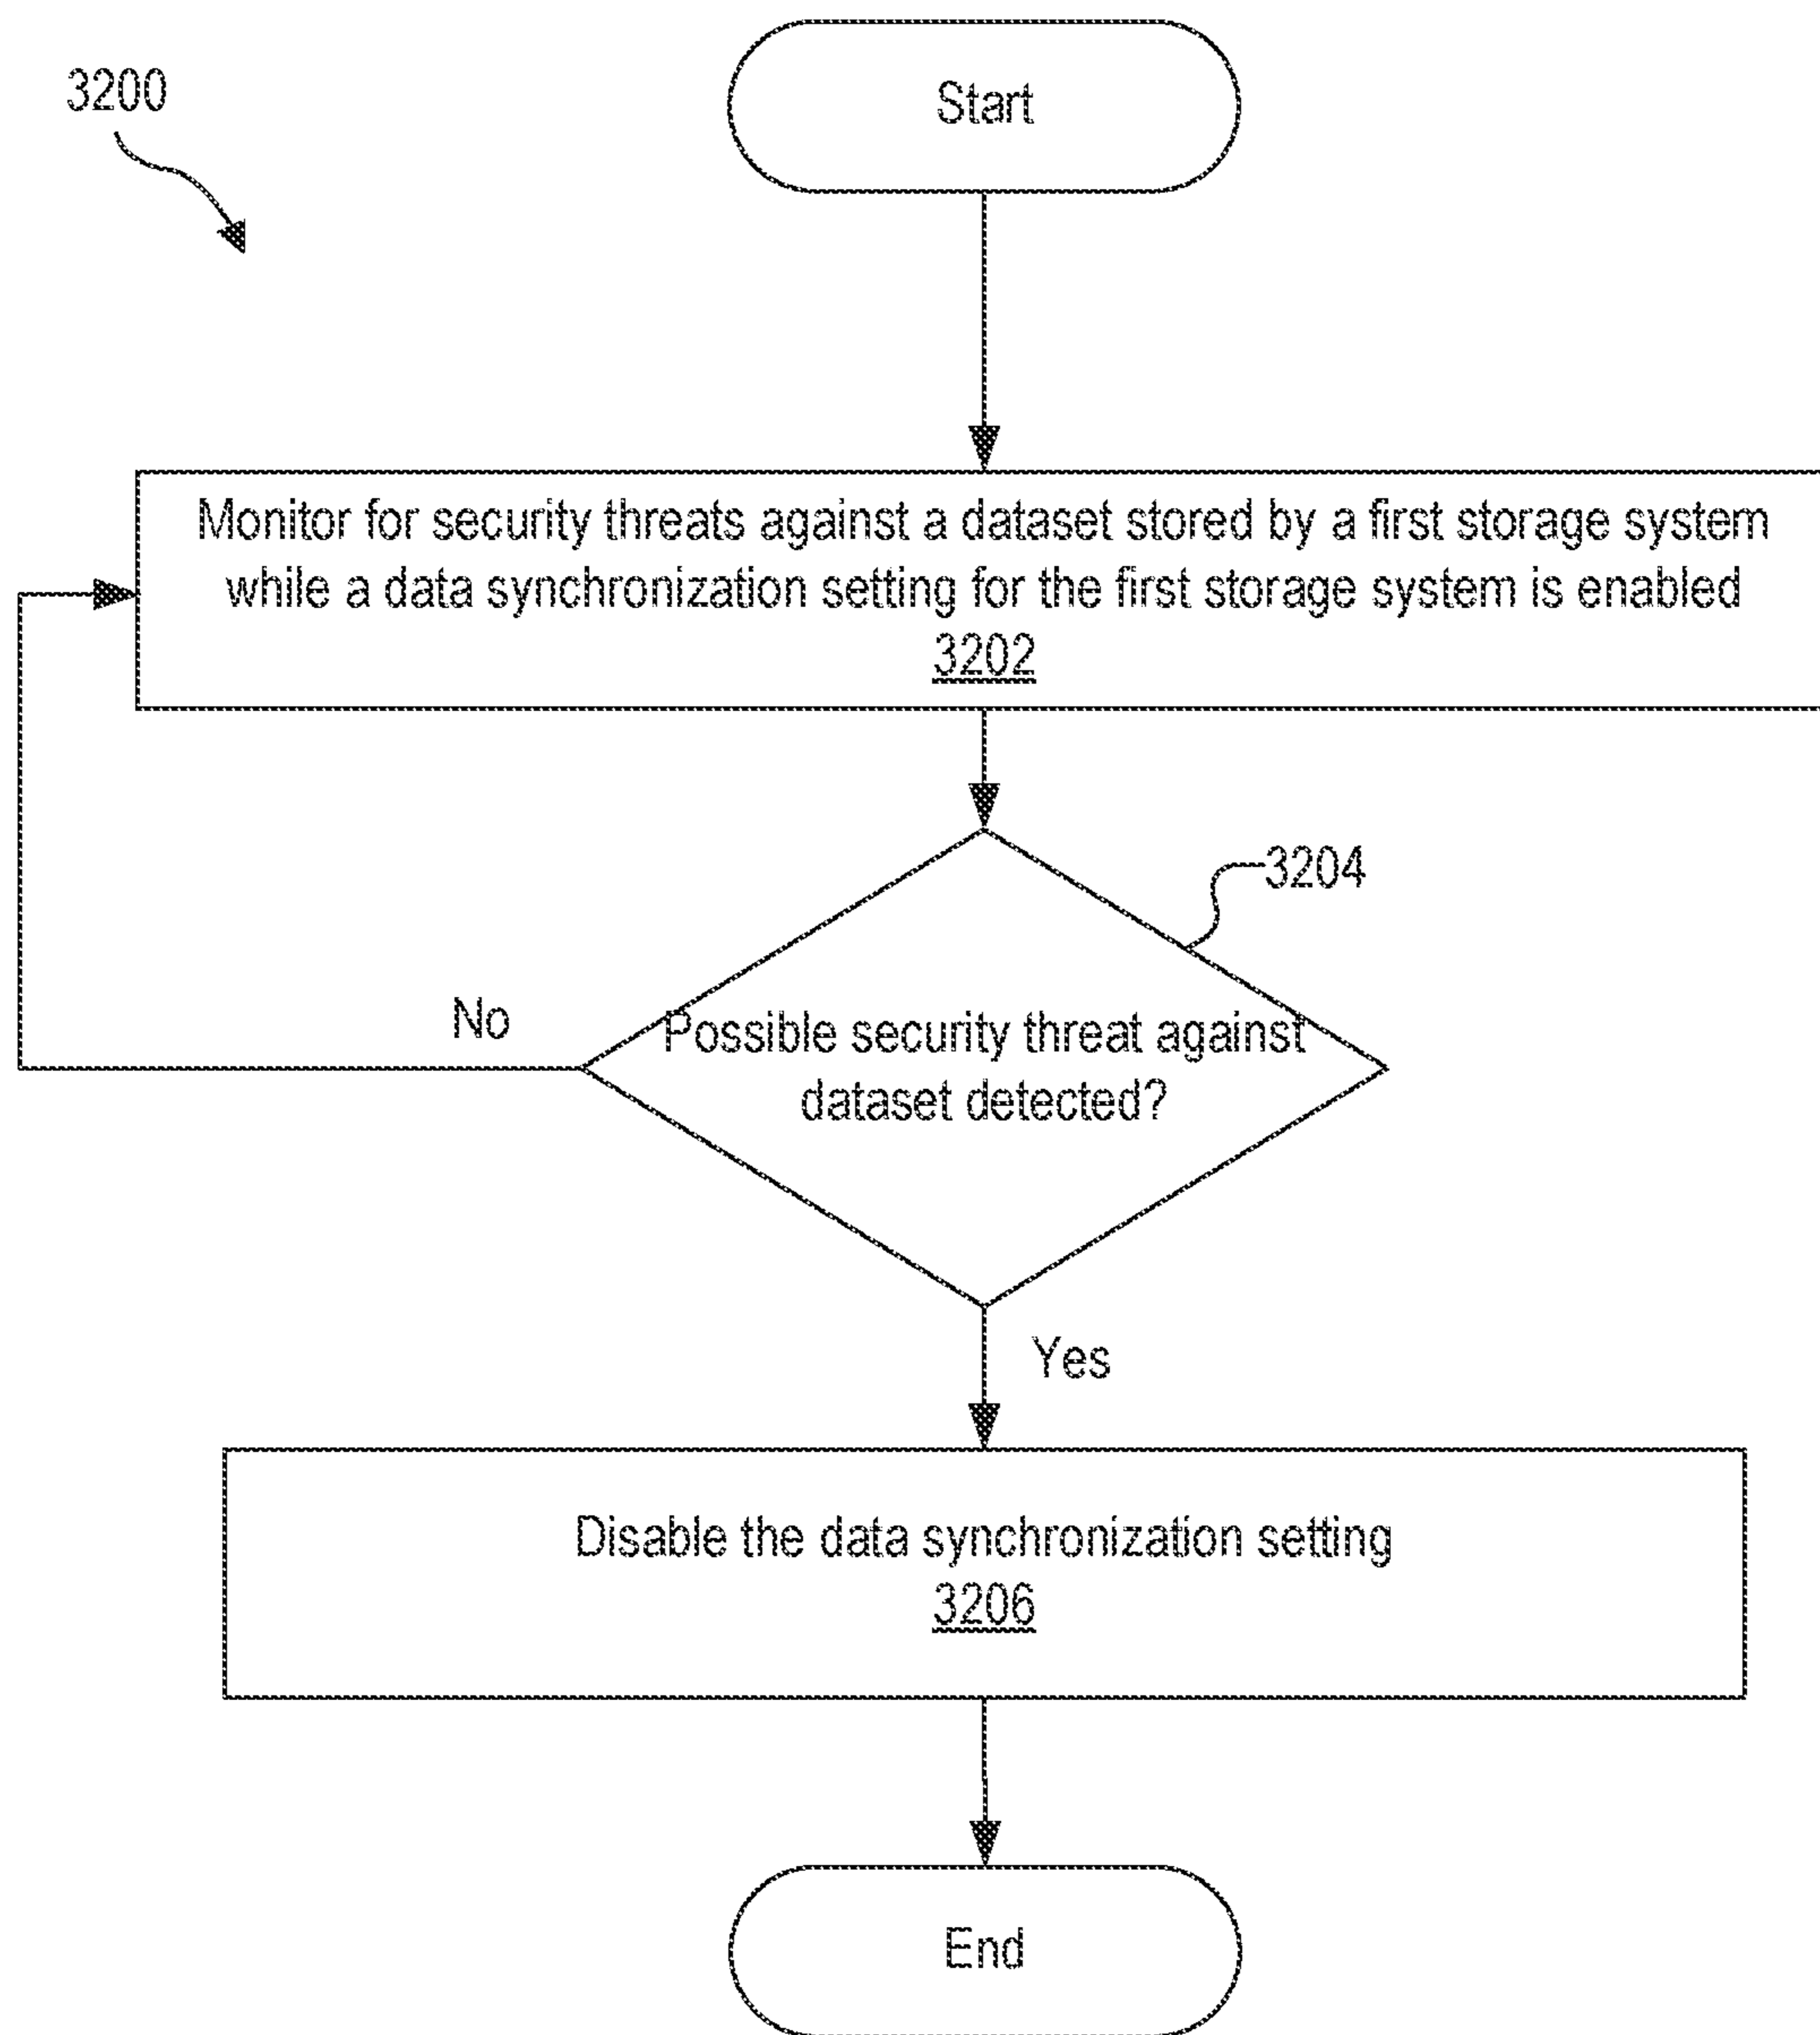 3200
Start
Monitor for security threats against a dataset stored by a first storage system
while a data synchronization setting for the first storage system is enabled
3202
3204
No
Possible security threat against
dataset detected?
Yes
Disable the data synchronization setting
3206
End